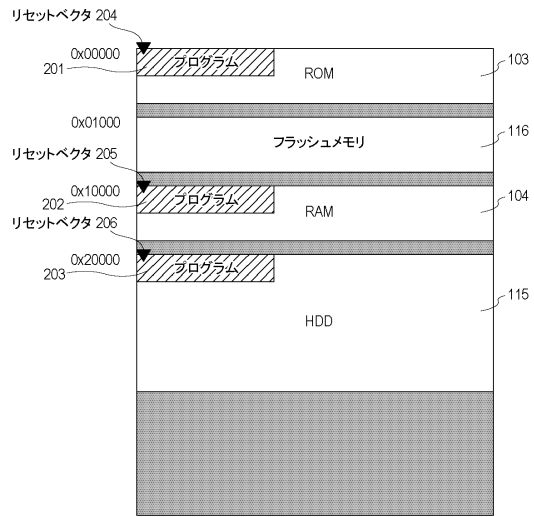 リセットベクタ 204
0x00000
201
プログラム
ROM
103
0x01000
フラッシュメモリ
116
リセットベクタ 205
0x10000
202
プログラム
RAM
104
リセットベクタ 206
0x20000
203
プログラム
HDD
115